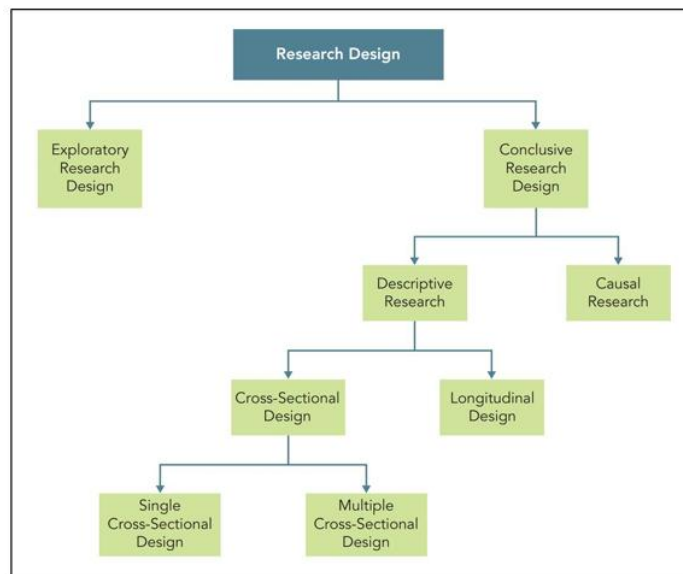 Research Design
Exploratory
Research
Design
Conclusive
Research
Design
Descriptive
Research
Causal
Research
Cross-Sectional
Design
Longitudinal
Design
Single
Cross-Sectional
Design
Multiple
Cross-Sectional
Design